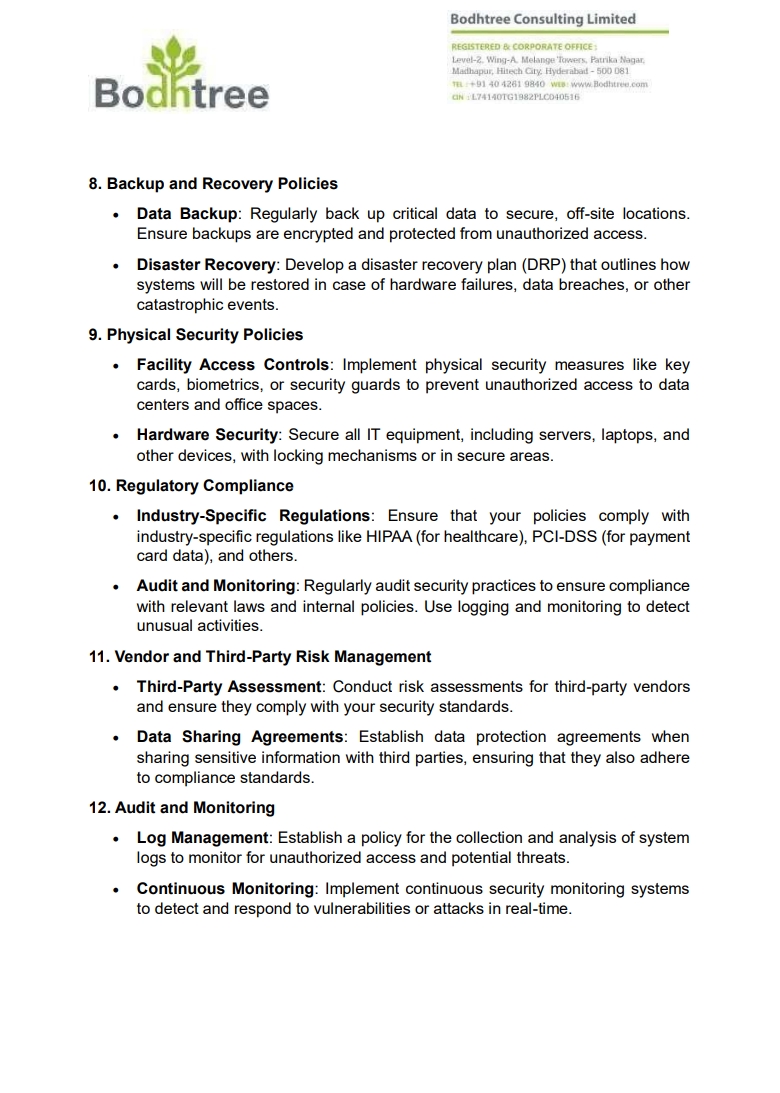 Bodhtree
Bodhtree Consulting Limited
REGISTERED & CORPORATE OFFICE :
Level-2, Wing-A, Melange Towers, Patrika Nagar,
Madhapur, Hitech City, Hyderabad - 500 081
TEL : +91 40 4261 9840 WEB: www.Bodhtree.com
CIN : L74140TG1982PLC040516
8. Backup and Recovery Policies
• Data Backup: Regularly back up critical data to secure, off-site locations.
Ensure backups are encrypted and protected from unauthorized access.
• Disaster Recovery: Develop a disaster recovery plan (DRP) that outlines how
systems will be restored in case of hardware failures, data breaches, or other
catastrophic events.
9. Physical Security Policies
• Facility Access Controls: Implement physical security measures like key
cards, biometrics, or security guards to prevent unauthorized access to data
centers and office spaces.
• Hardware Security: Secure all IT equipment, including servers, laptops, and
other devices, with locking mechanisms or in secure areas.
10. Regulatory Compliance
• Industry-Specific Regulations: Ensure that your policies comply with
industry-specific regulations like HIPAA (for healthcare), PCI-DSS (for payment
card data), and others.
• Audit and Monitoring: Regularly audit security practices to ensure compliance
with relevant laws and internal policies. Use logging and monitoring to detect
unusual activities.
11. Vendor and Third-Party Risk Management
• Third-Party Assessment: Conduct risk assessments for third-party vendors
and ensure they comply with your security standards.
• Data Sharing Agreements: Establish data protection agreements when
sharing sensitive information with third parties, ensuring that they also adhere
to compliance standards.
12. Audit and Monitoring
• Log Management: Establish a policy for the collection and analysis of system
logs to monitor for unauthorized access and potential threats.
• Continuous Monitoring: Implement continuous security monitoring systems
to detect and respond to vulnerabilities or attacks in real-time.